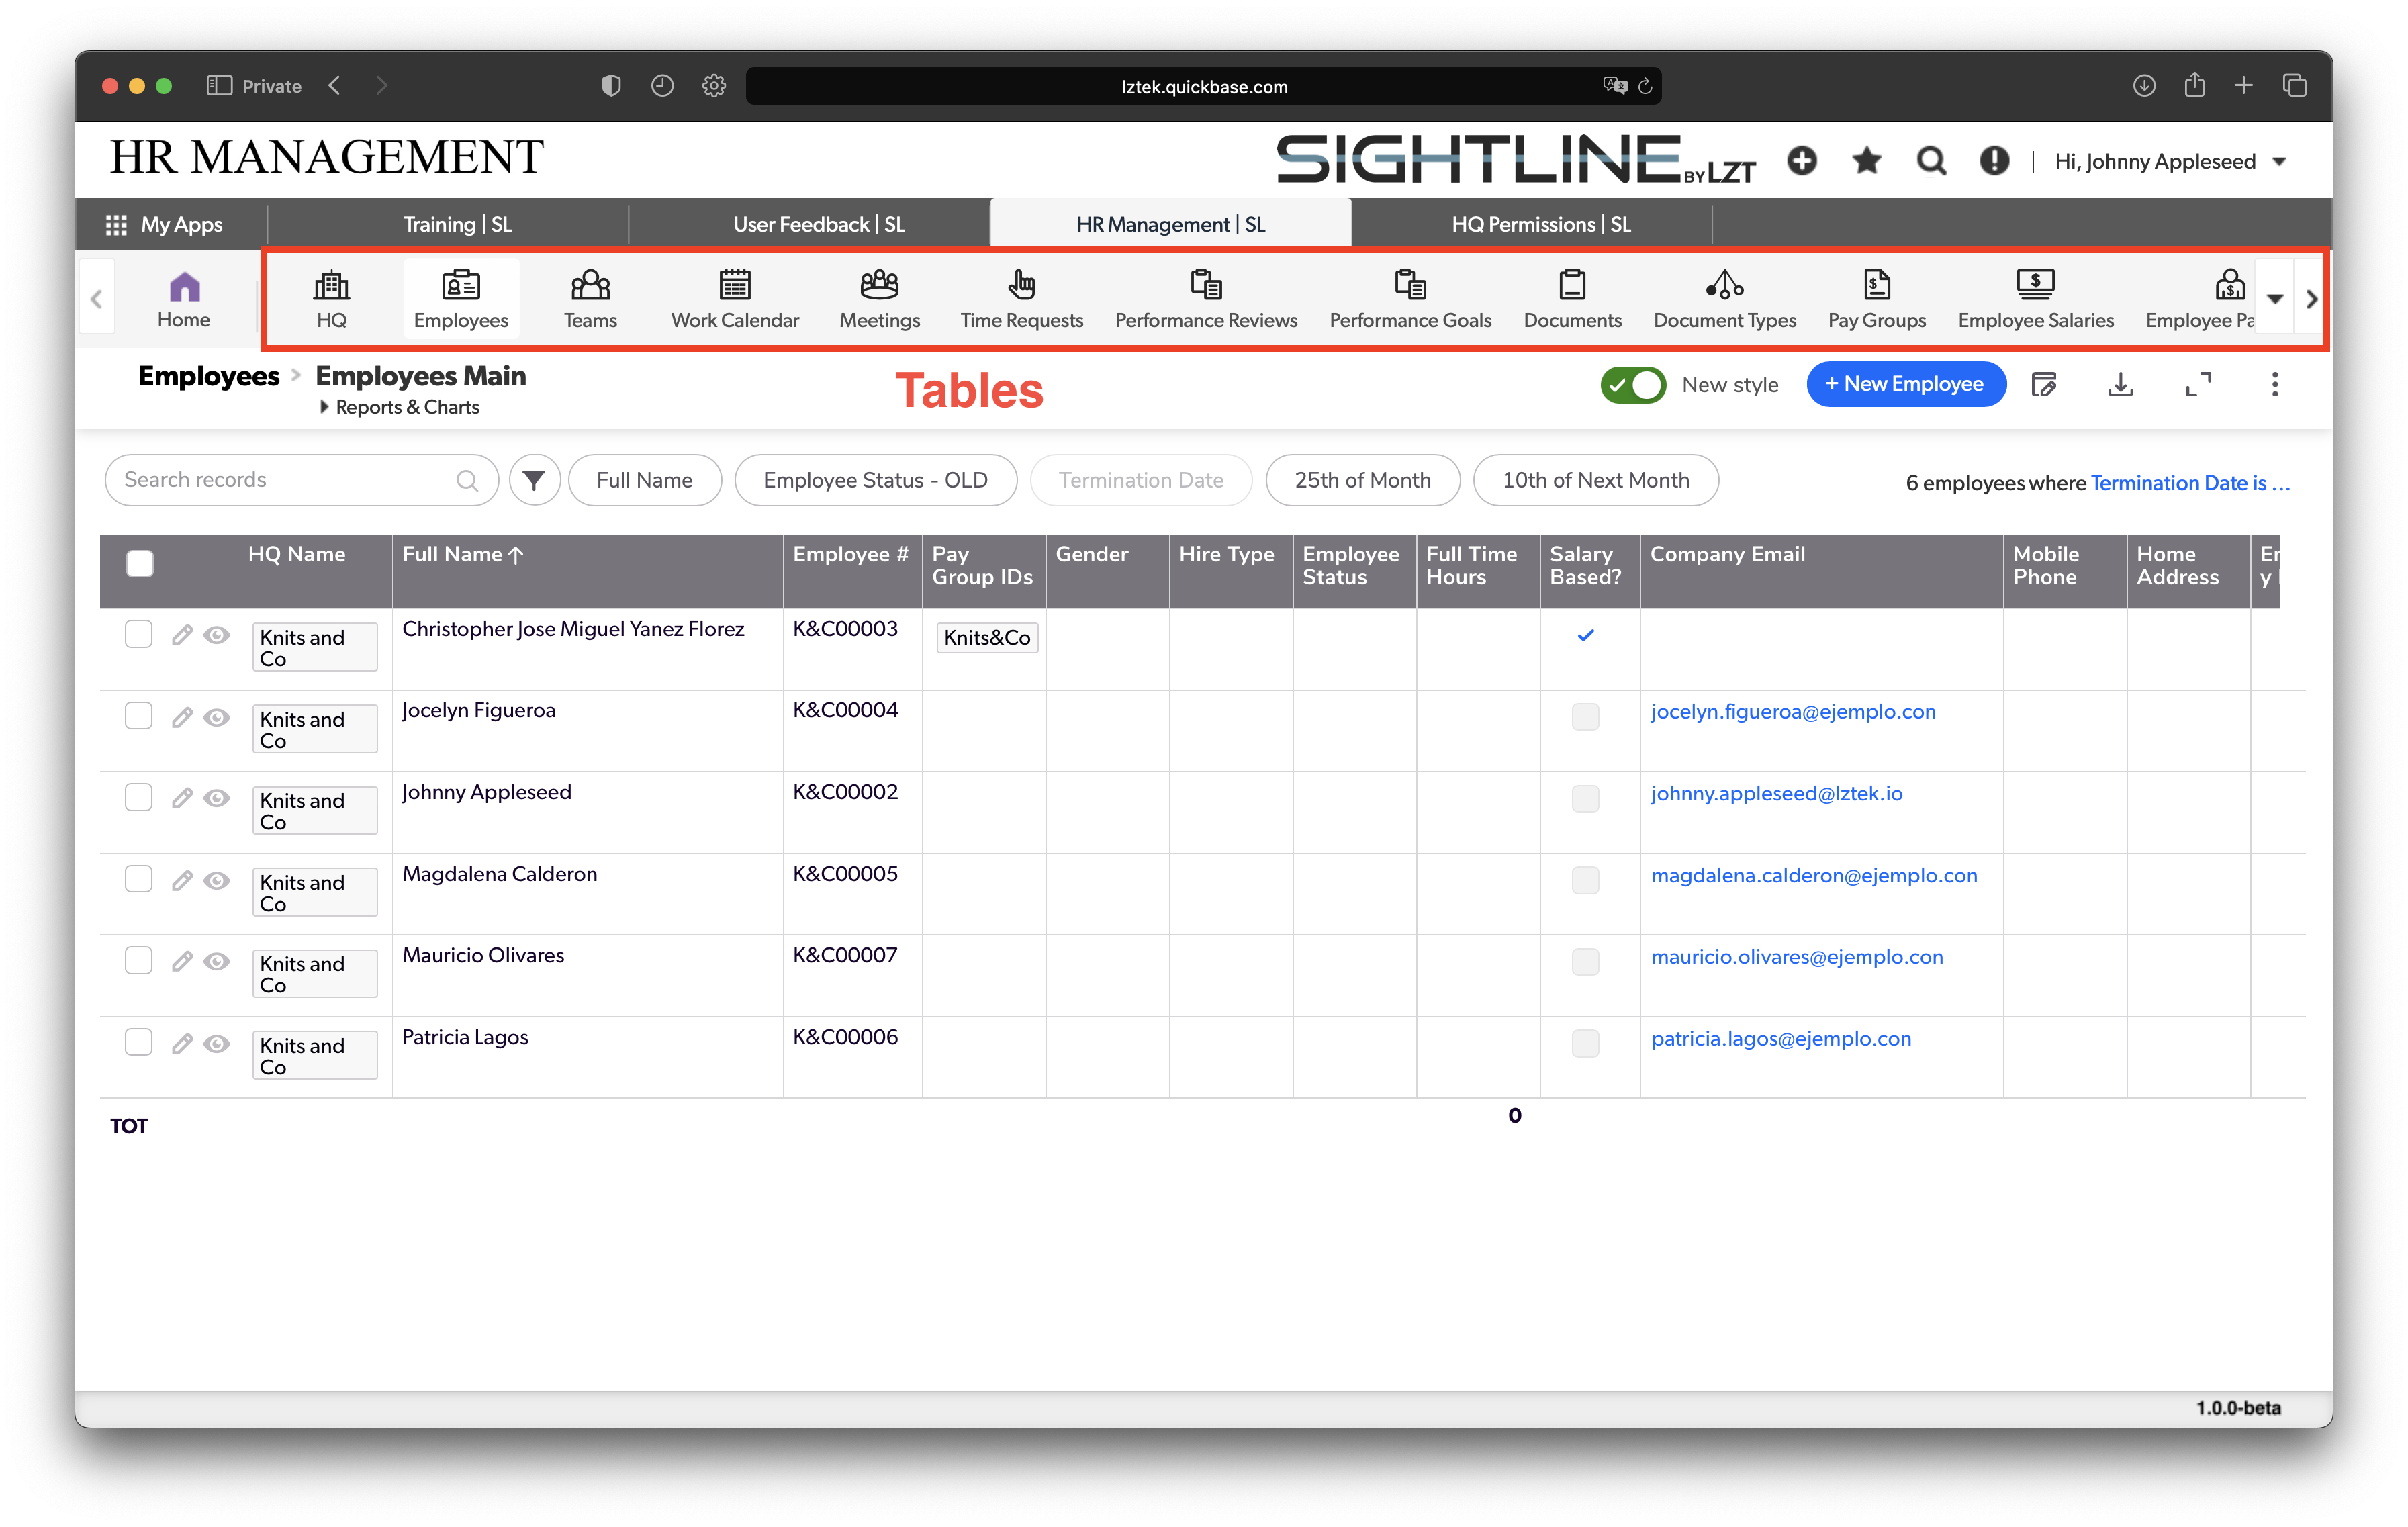 Private
lztek.quickbase.com
HR MANAGEMENT
SIGHTLINE BY LZT
Hi, Johnny Appleseed
My Apps
Training | SL
User Feedback | SL
HR Management | SL
HQ Permissions | SL
Home
HQ
Employees
Teams
Work Calendar
Meetings
Time Requests
Performance Reviews
Performance Goals
Documents
Document Types
Pay Groups
Employee Salaries
Employee Pa
Employees > Employees Main
Reports & Charts
Tables
New style
+ New Employee
Search records
Full Name
Employee Status - OLD
Termination Date
25th of Month
10th of Next Month
6 employees where Termination Date is ...
HQ Name
Full Name ↑
Employee #
Pay Group IDs
Gender
Hire Type
Employee Status
Full Time Hours
Salary Based?
Company Email
Mobile Phone
Home Address
Knits and Co
Christopher Jose Miguel Yanez Florez
K&C00003
Knits&Co
Knits and Co
Jocelyn Figueroa
K&C00004
jocelyn.figueroa@ejemplo.con
Knits and Co
Johnny Appleseed
K&C00002
johnny.appleseed@lztek.io
Knits and Co
Magdalena Calderon
K&C00005
magdalena.calderon@ejemplo.con
Knits and Co
Mauricio Olivares
K&C00007
mauricio.olivares@ejemplo.con
Knits and Co
Patricia Lagos
K&C00006
patricia.lagos@ejemplo.con
TOT
0
1.0.0-beta